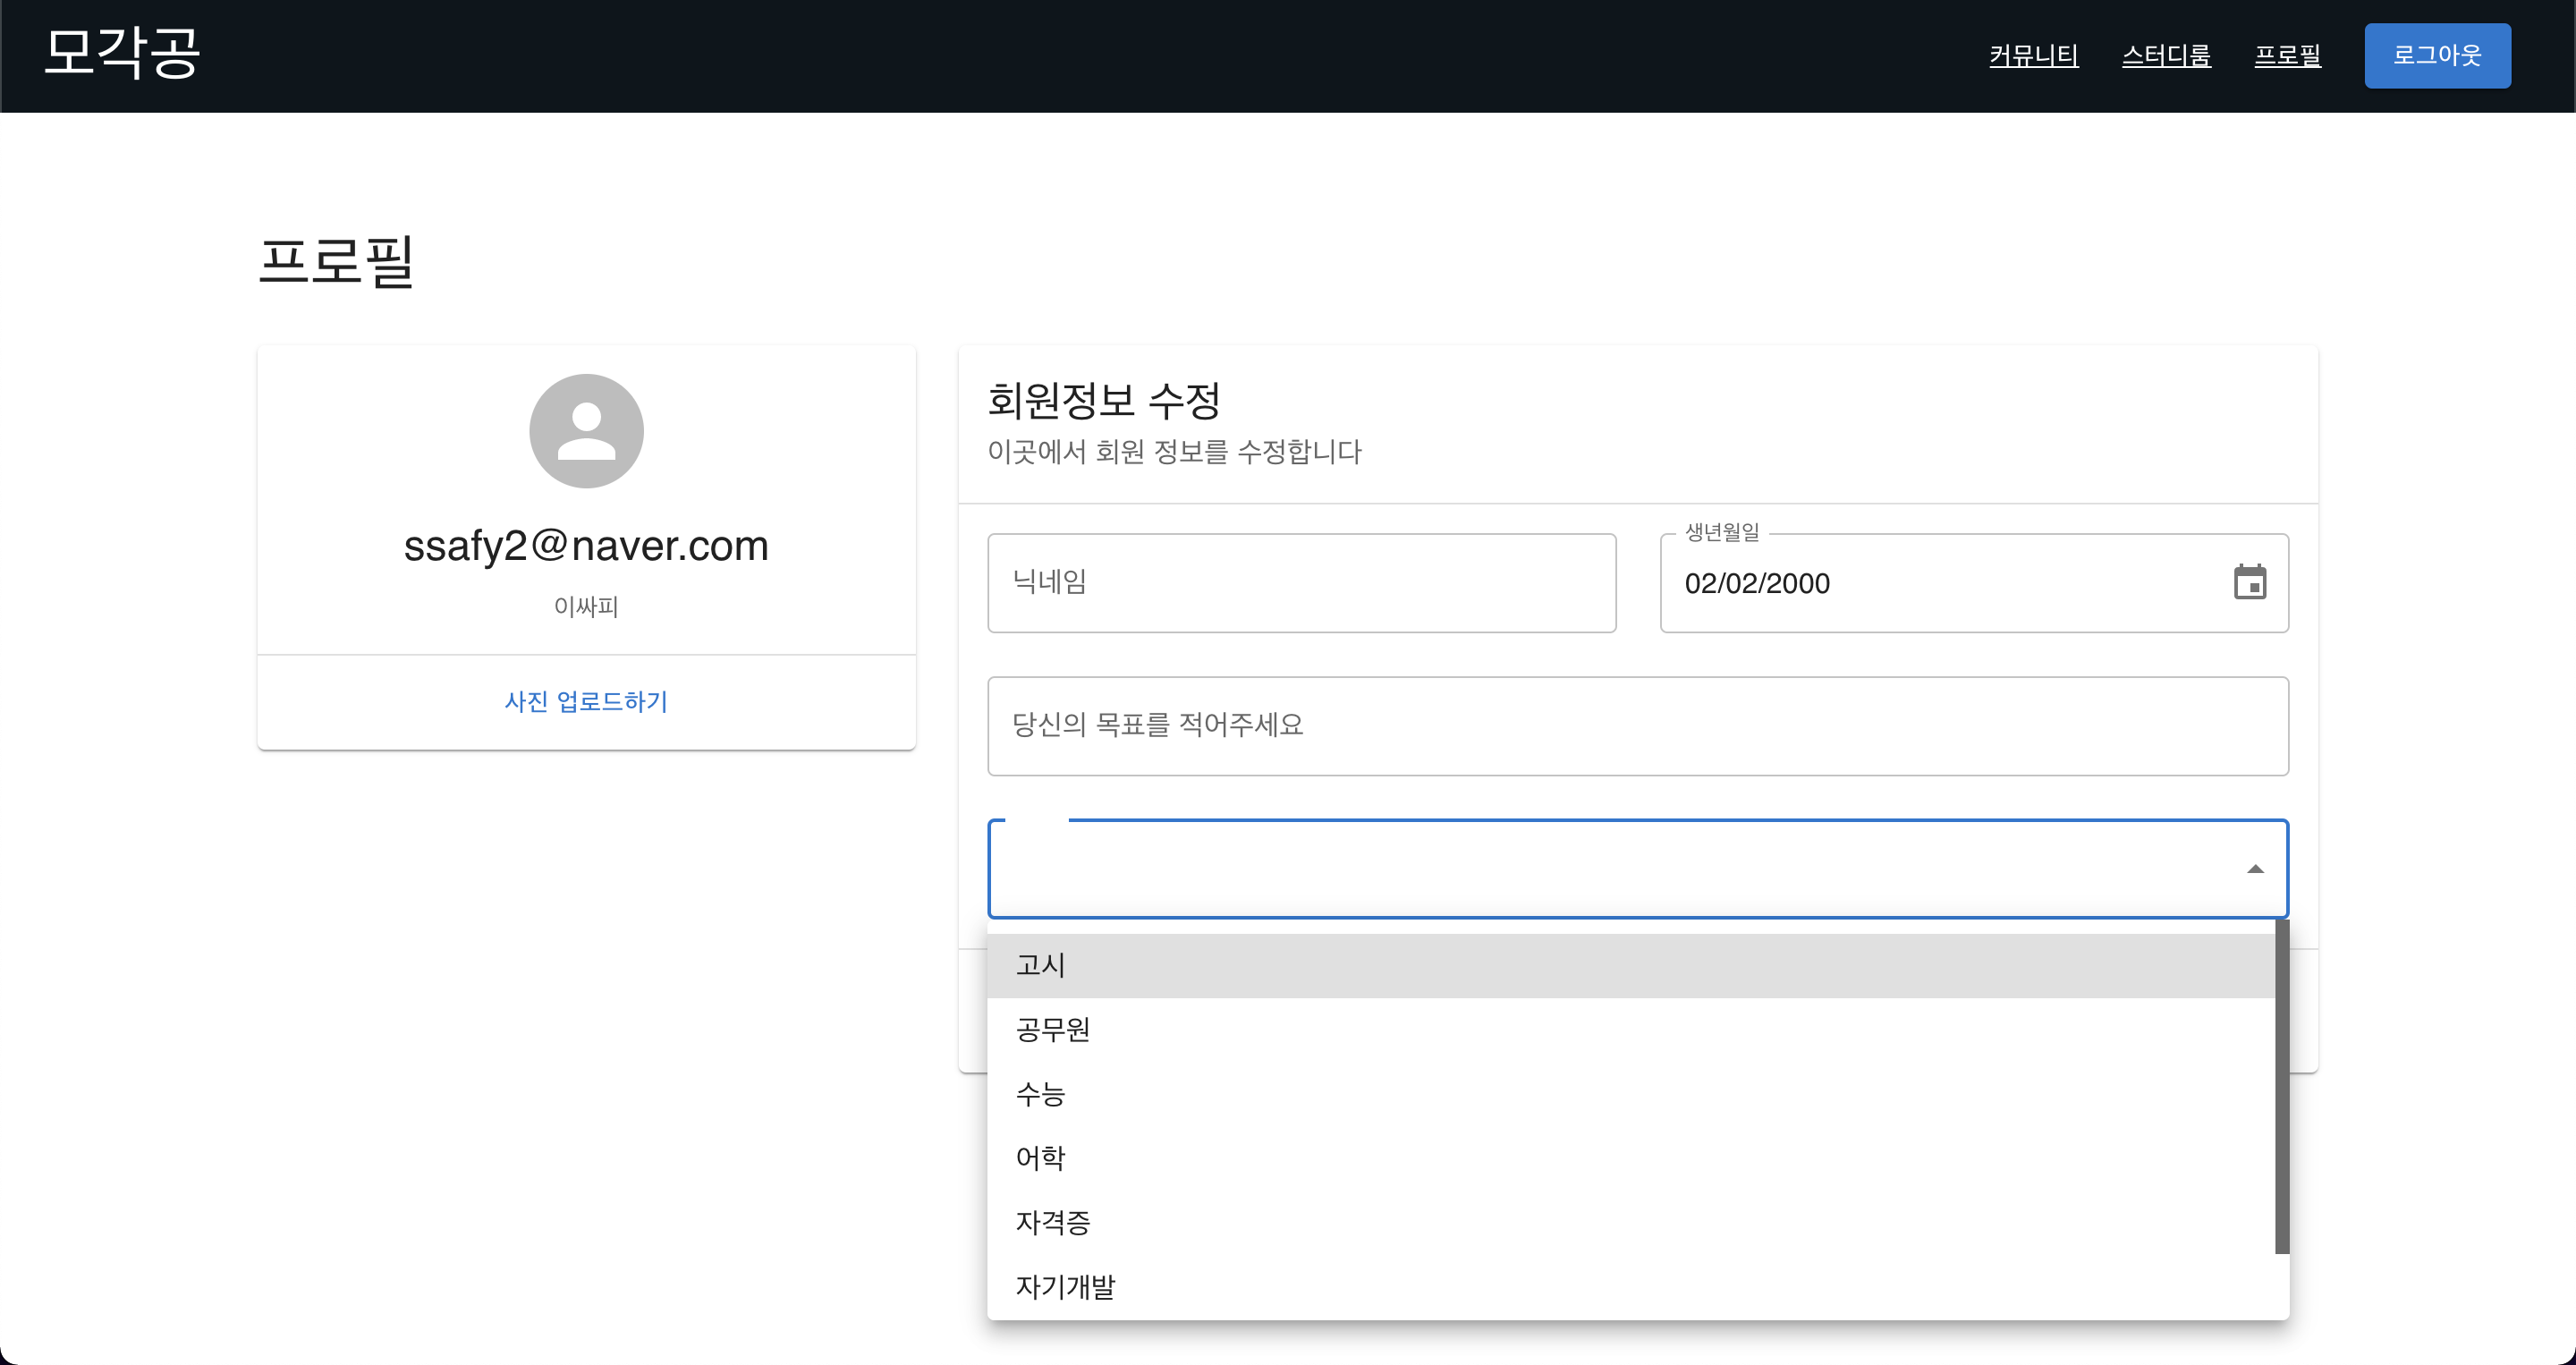 모각공
커뮤니티 스터디룸 프로필 로그아웃
프로필
ssafy2@naver.com
이싸피
사진 업로드하기
회원정보 수정
이곳에서 회원 정보를 수정합니다
닉네임
생년월일
02/02/2000
당신의 목표를 적어주세요
고시
공무원
수능
어학
자격증
자기개발